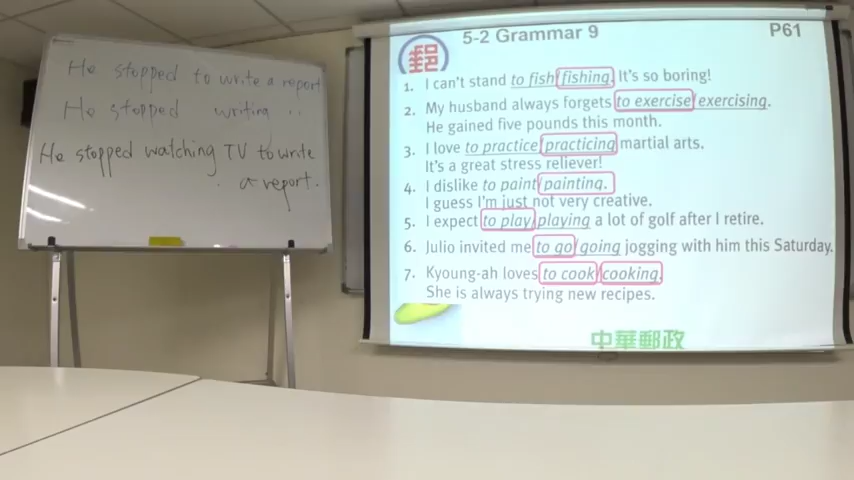 He stopped to write a report
He stopped writing ..
He stopped watching TV to write
a report.
郵
5-2 Grammar 9
P61
1. I can't stand to fish/fishing. It's so boring!
2. My husband always forgets to exercise/exercising.
He gained five pounds this month.
3. I love to practice/practicing martial arts.
It's a great stress reliever!
4. I dislike to paint/painting.
I guess I'm just not very creative.
5. I expect to play/playing a lot of golf after I retire.
6. Julio invited me to go/going jogging with him this Saturday.
7. Kyoung-ah loves to cook/cooking.
She is always trying new recipes.
中華郵政